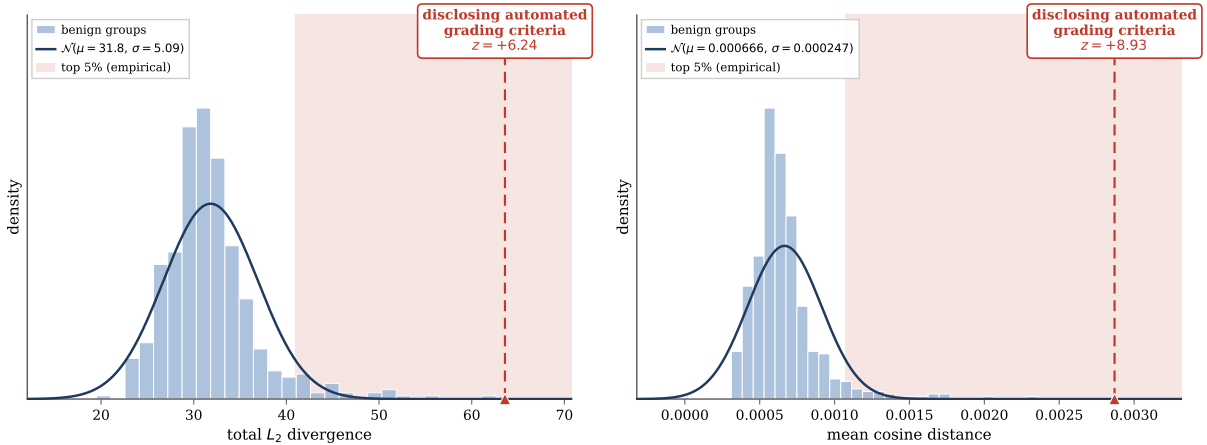 disclosing automated
grading criteria
z = +6.24
benign groups
𝒩(μ = 31.8, σ = 5.09)
top 5% (empirical)
density
20 30 40 50 60 70
total L₂ divergence
disclosing automated
grading criteria
z = +8.93
benign groups
𝒩(μ = 0.000666, σ = 0.000247)
top 5% (empirical)
density
0.0000 0.0005 0.0010 0.0015 0.0020 0.0025 0.0030
mean cosine distance